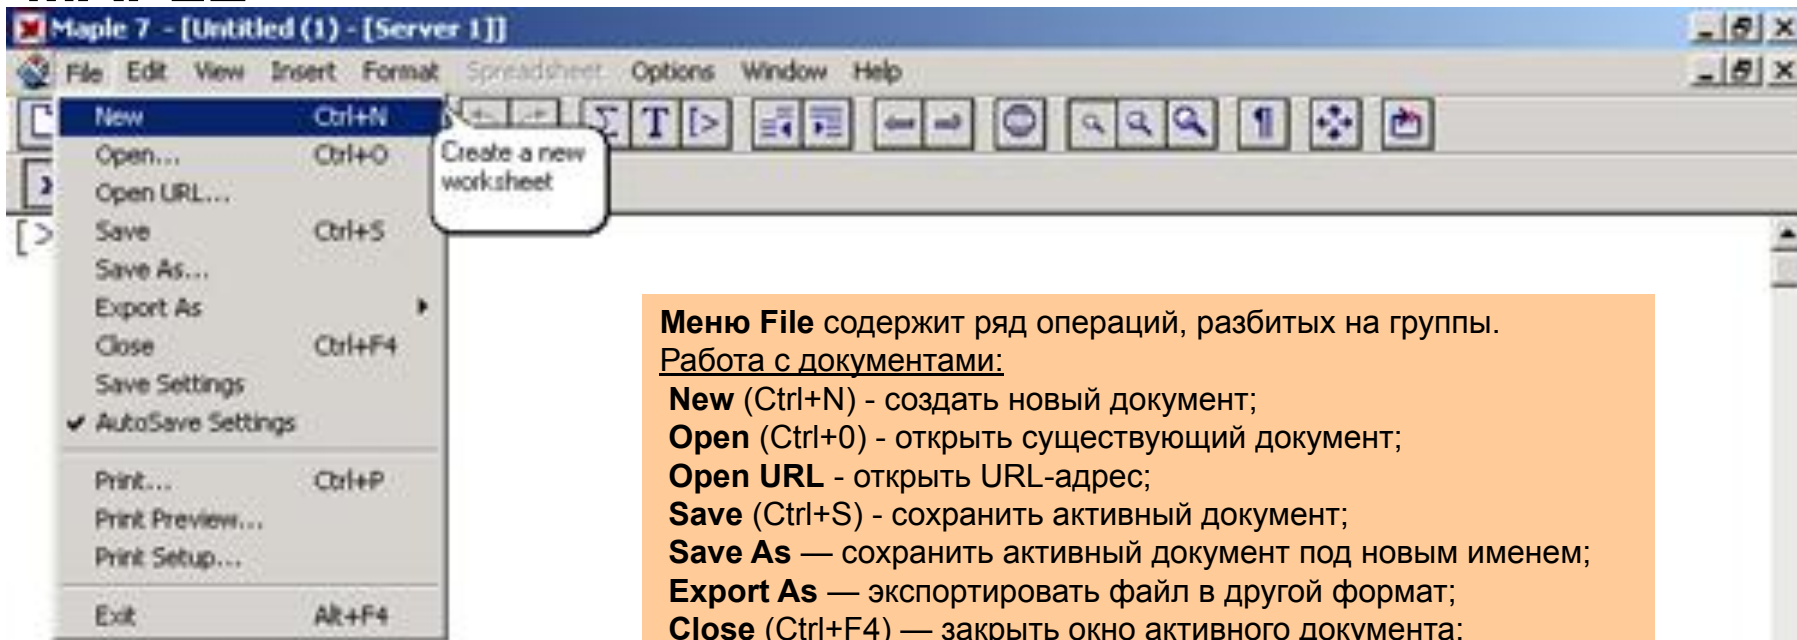 Maple 7 - [Untitled (1) - [Server 1]]
File Edit View Insert Format Spreadsheet Options Window Help
New Ctrl+N
Open... Ctrl+O
Open URL...
Save Ctrl+S
Save As...
Export As
Close Ctrl+F4
Save Settings
AutoSave Settings
Print... Ctrl+P
Print Preview...
Print Setup...
Exit Alt+F4
Create a new
worksheet
Σ T [>
[>
Меню File содержит ряд операций, разбитых на группы.
Работа с документами:
New (Ctrl+N) - создать новый документ;
Open (Ctrl+0) - открыть существующий документ;
Open URL - открыть URL-адрес;
Save (Ctrl+S) - сохранить активный документ;
Save As — сохранить активный документ под новым именем;
Export As — экспортировать файл в другой формат;
Close (Ctrl+F4) — закрыть окно активного документа;